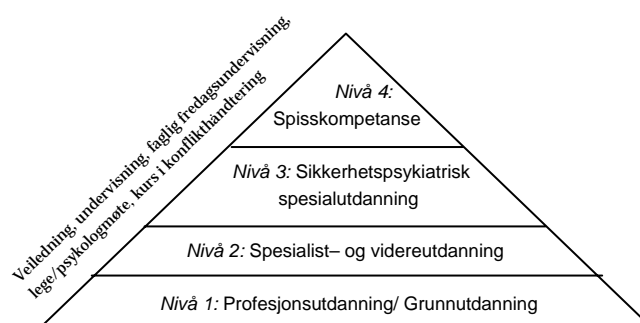 Veiledning, undervisning, faglig fredagsundervisning,
lege/psykologmøte, kurs i konflikthåndtering
Nivå 4:
Spisskompetanse
Nivå 3: Sikkerhetspsykiatrisk
spesialutdanning
Nivå 2: Spesialist– og videreutdanning
Nivå 1: Profesjonsutdanning/ Grunnutdanning